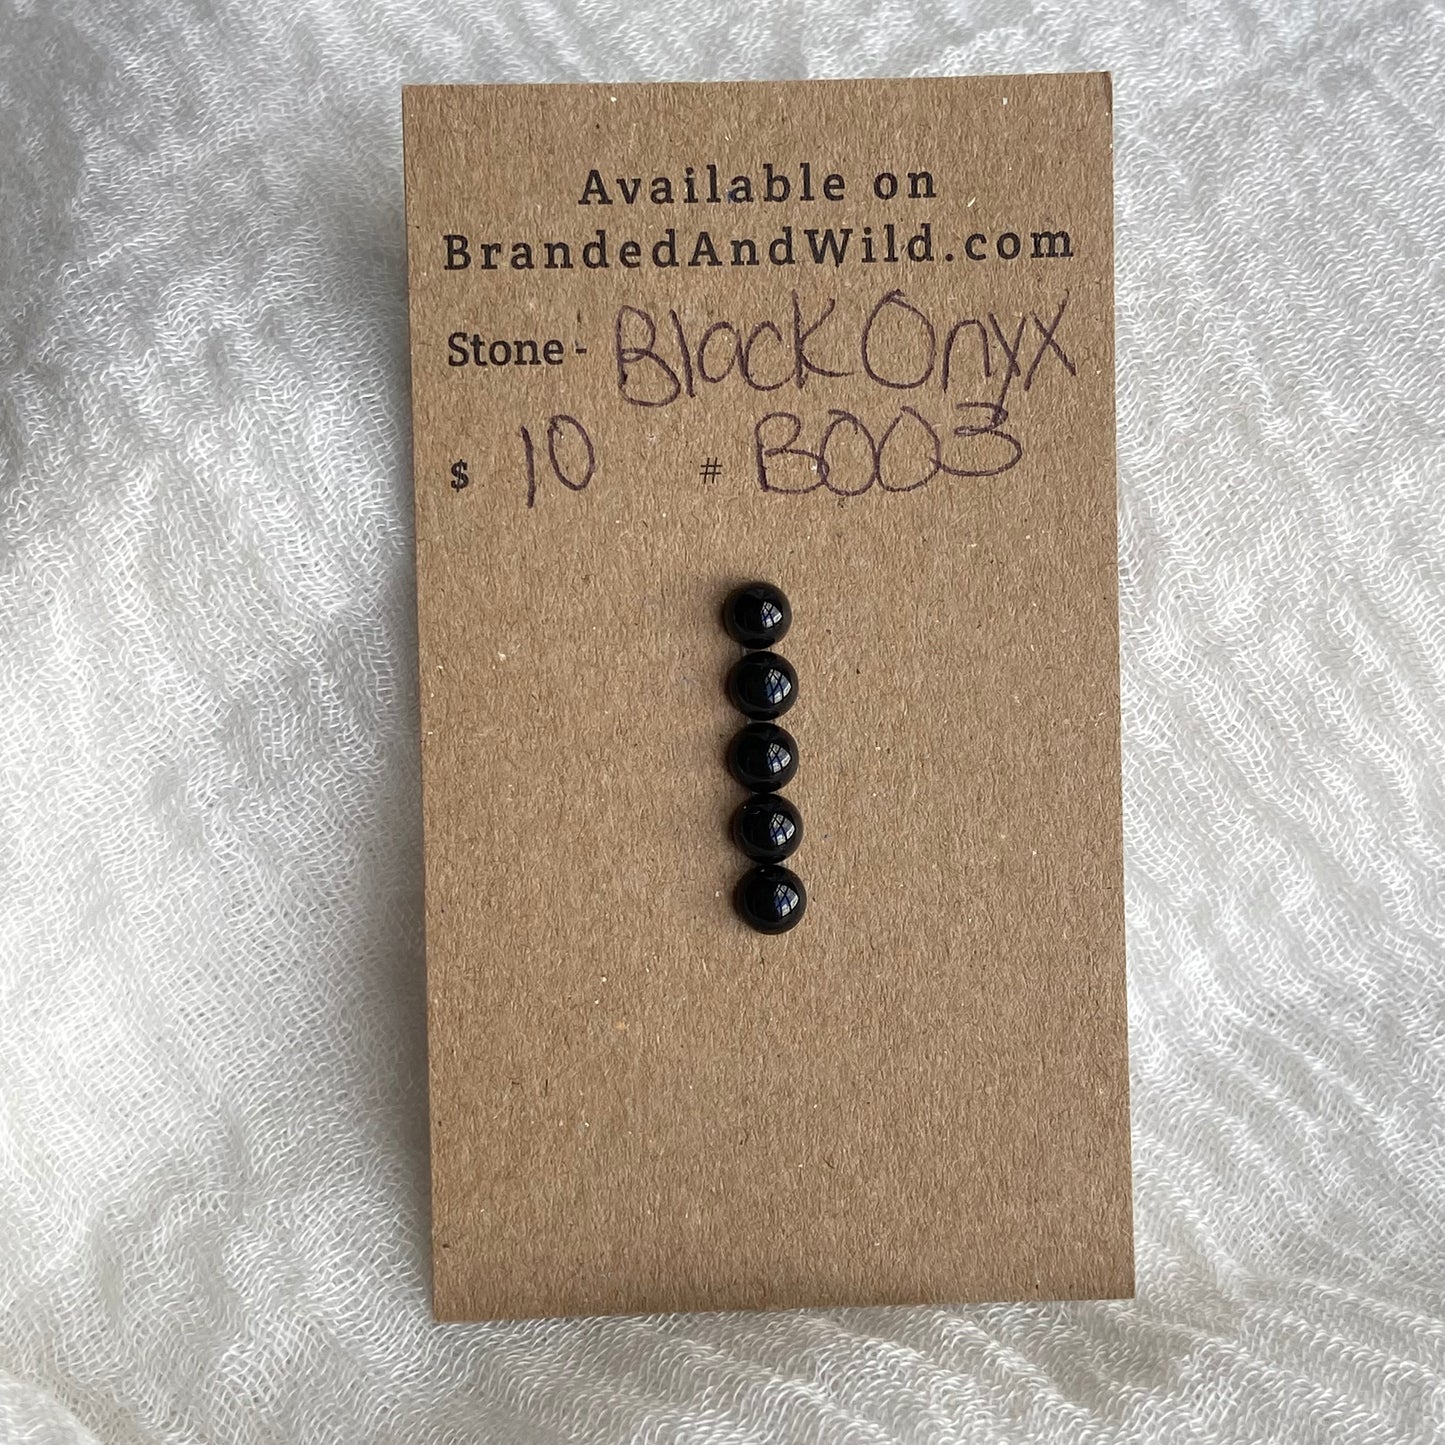 Available on
BrandedAndWild.com
Stone - Black Onyx
$ 10 # B003